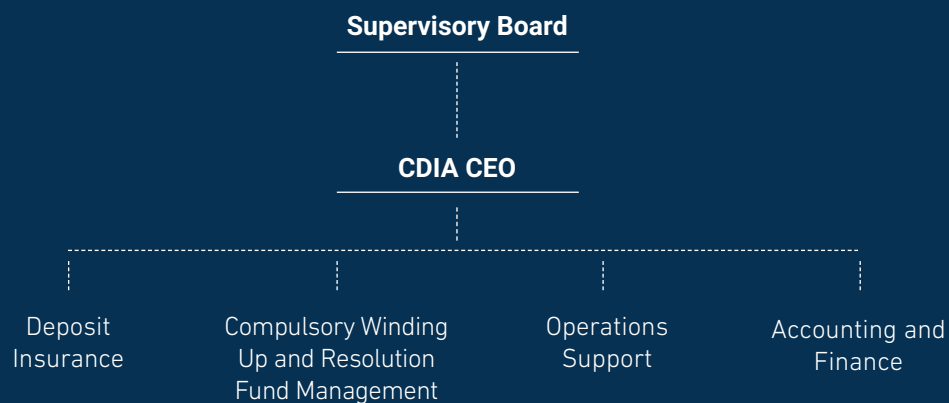 Supervisory Board
CDIA CEO
Deposit
Insurance
Compulsory Winding
Up and Resolution
Fund Management
Operations
Support
Accounting and
Finance